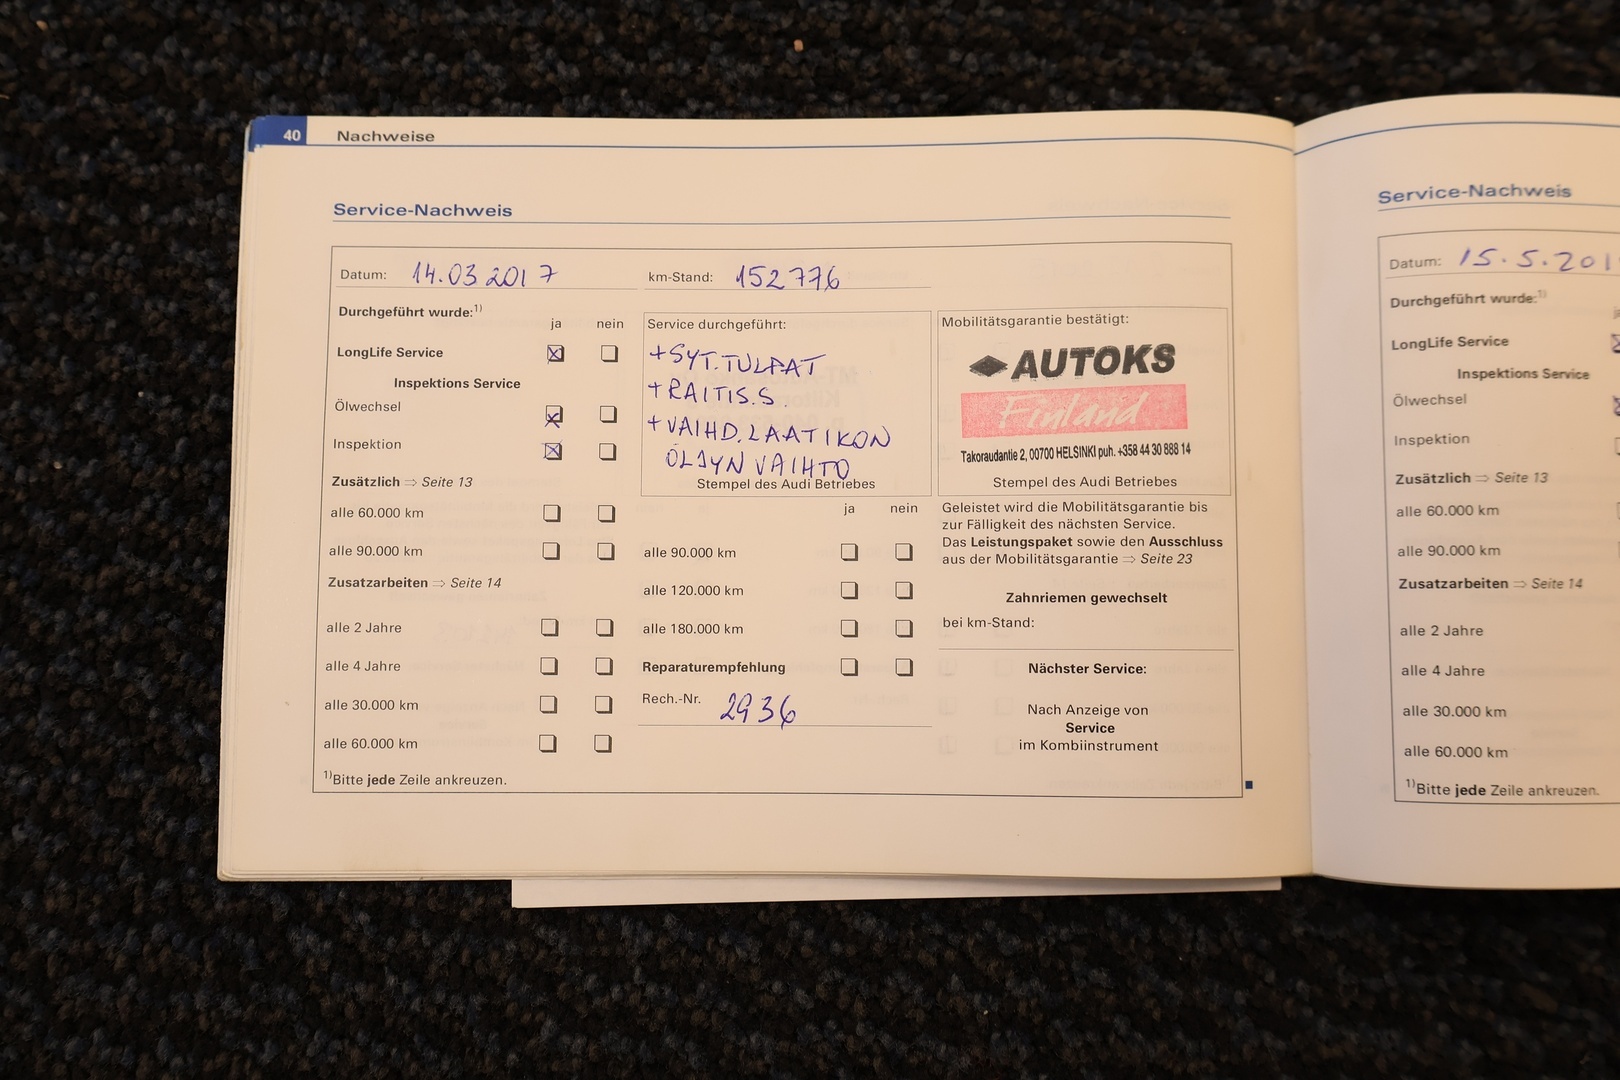 40 Nachweise
Service-Nachweis
Datum: 14.03 2017 km-Stand: 152 776
Durchgeführt wurde:1)
ja nein
LongLife Service
Inspektions Service
Ölwechsel
Inspektion
Zusätzlich ⇒ Seite 13
alle 60.000 km
alle 90.000 km
Zusatzarbeiten ⇒ Seite 14
alle 2 Jahre
alle 4 Jahre
alle 30.000 km
alle 60.000 km
1)Bitte jede Zeile ankreuzen.
Service durchgeführt:
+SYT.TULPAT
+RAITIS.S.
+VAIHD.LAATIKON
ÖLJYN VAIHTO
Stempel des Audi Betriebes
ja nein
alle 90.000 km
alle 120.000 km
alle 180.000 km
Reparaturempfehlung
Rech.-Nr. 2936
Mobilitätsgarantie bestätigt:
AUTOKS
Finland
Takoraudantie 2, 00700 HELSINKI puh. +358 44 30 888 14
Stempel des Audi Betriebes
Geleistet wird die Mobilitätsgarantie bis
zur Fälligkeit des nächsten Service.
Das Leistungspaket sowie den Ausschluss
aus der Mobilitätsgarantie ⇒ Seite 23
Zahnriemen gewechselt
bei km-Stand:
Nächster Service:
Nach Anzeige von
Service
im Kombiinstrument
Service-Nachweis
Datum: 15.5.201
Durchgeführt wurde:1)
LongLife Service
Inspektions Service
Ölwechsel
Inspektion
Zusätzlich ⇒ Seite 13
alle 60.000 km
alle 90.000 km
Zusatzarbeiten ⇒ Seite 14
alle 2 Jahre
alle 4 Jahre
alle 30.000 km
alle 60.000 km
1)Bitte jede Zeile ankreuzen.